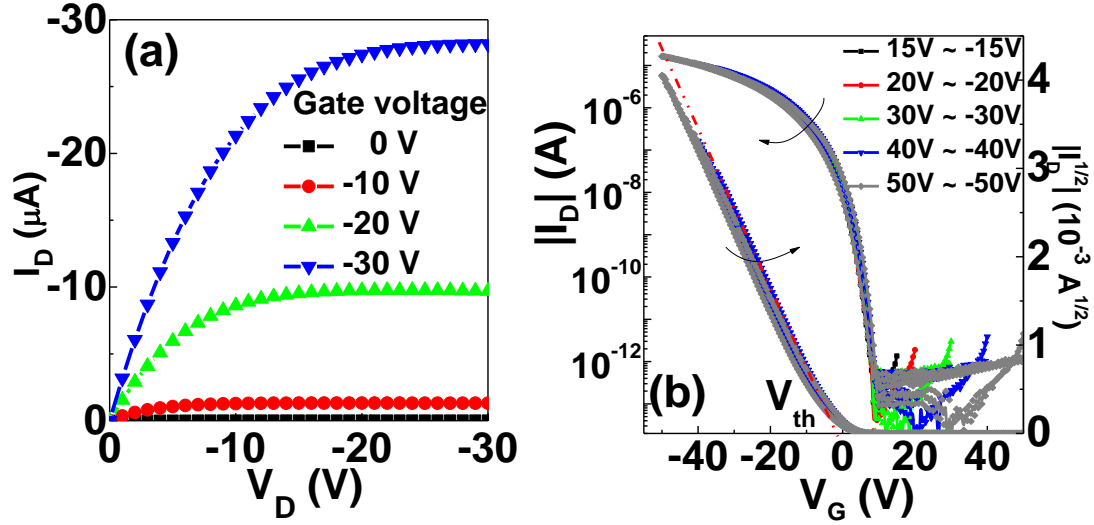 (a)
-30
-20
-10
0
I_D (μA)
Gate voltage
0 V
-10 V
-20 V
-30 V
0
-10
-20
-30
V_D (V)
(b)
15V ~ -15V
20V ~ -20V
30V ~ -30V
40V ~ -40V
50V ~ -50V
10^-6
10^-8
10^-10
10^-12
|I_D| (A)
V_th
4
3
2
1
0
|I_D|^1/2 (10^-3 A^1/2)
-40
-20
0
20
40
V_G (V)